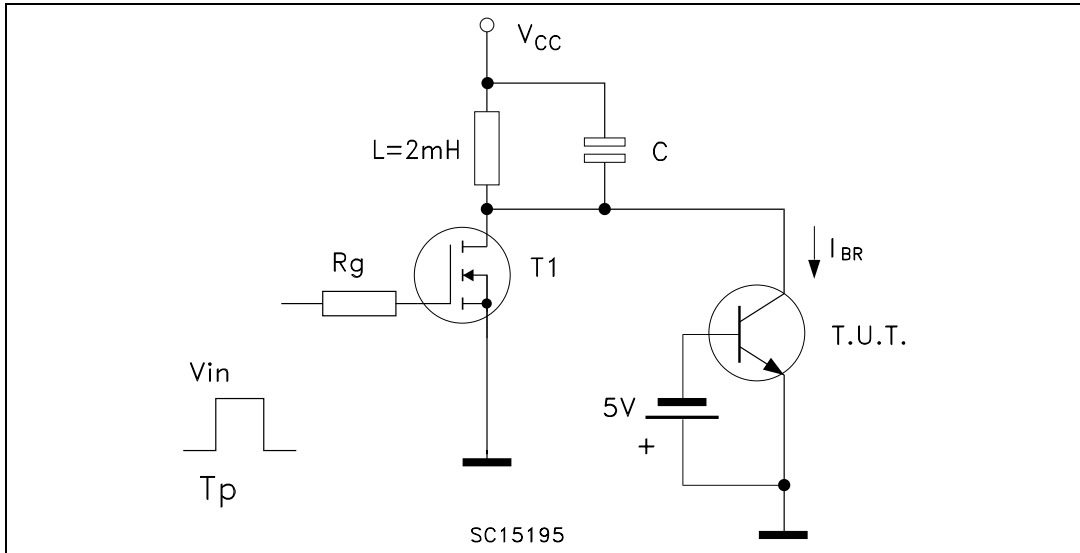 VCC
L=2mH
C
IBR
Rg
T1
T.U.T.
Vin
5V
+
Tp
SC15195